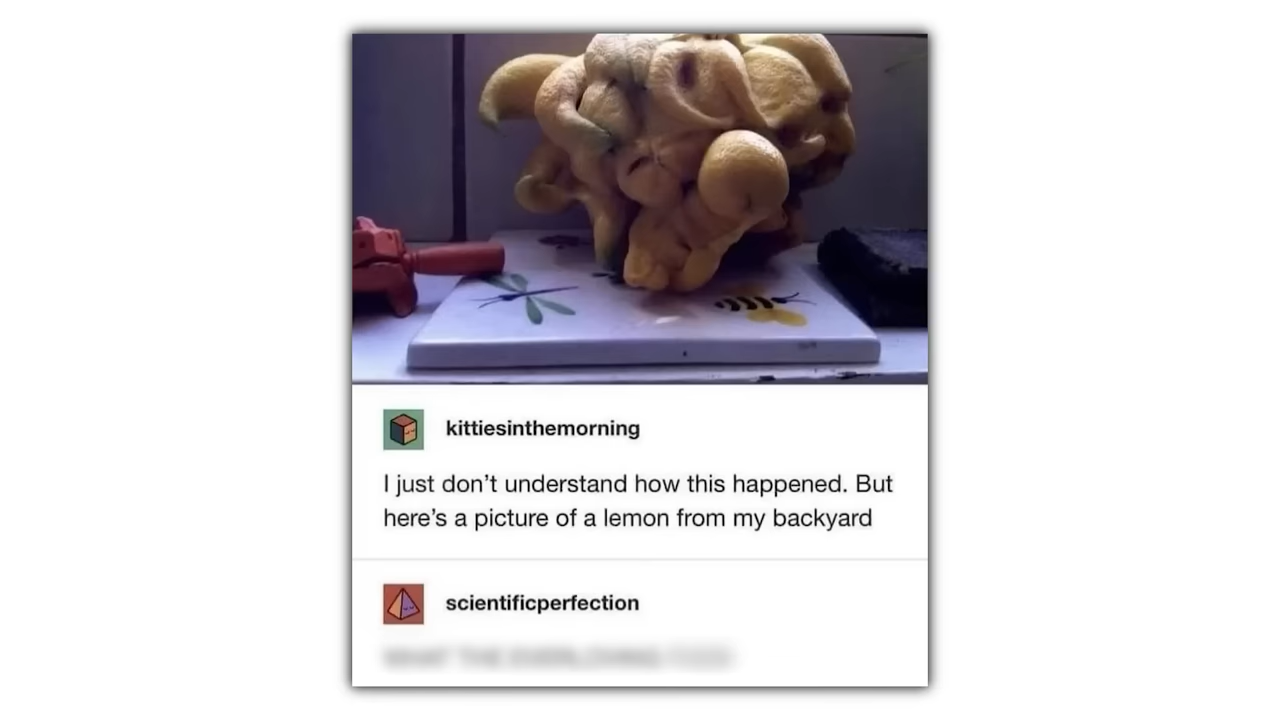 kittiesinthemorning
I just don’t understand how this happened. But
here’s a picture of a lemon from my backyard
scientificperfection